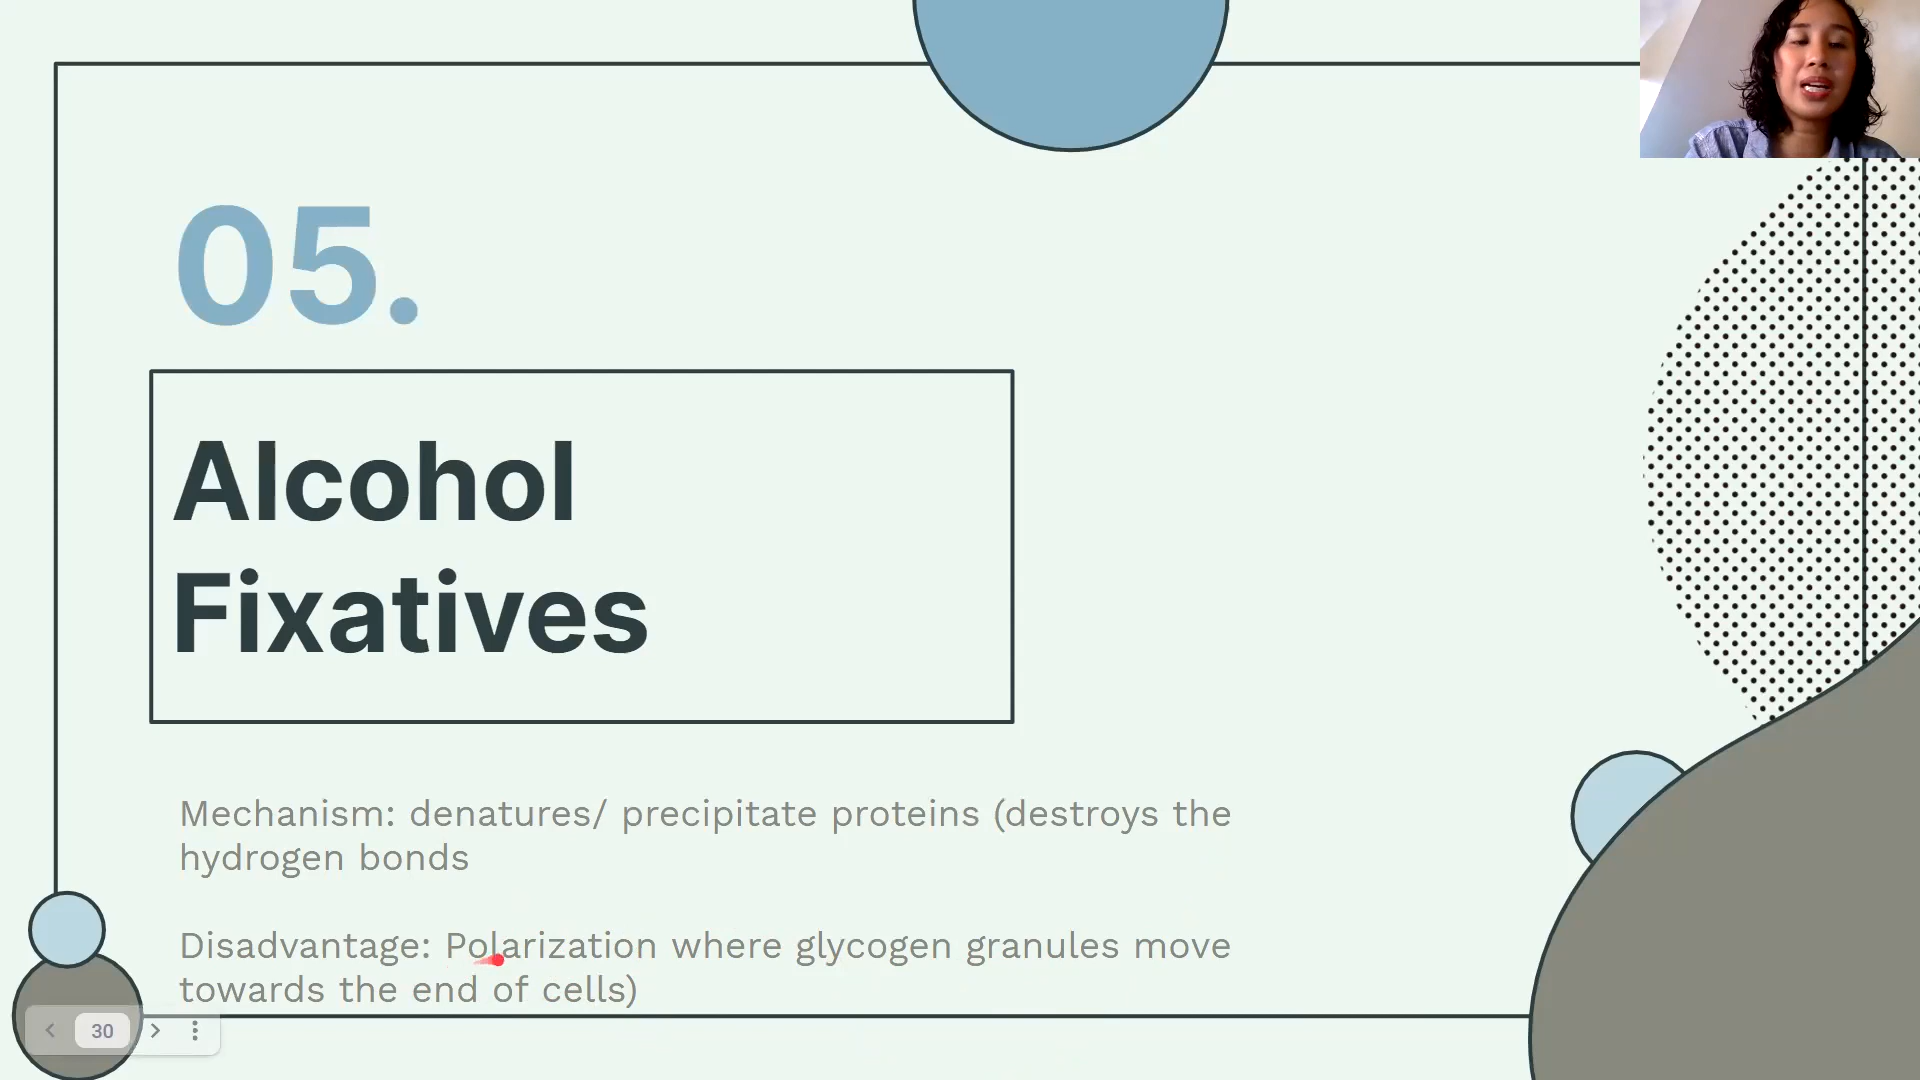 05.
Alcohol
Fixatives
Mechanism: denatures/ precipitate proteins (destroys the
hydrogen bonds
Disadvantage: Polarization where glycogen granules move
towards the end of cells)
30